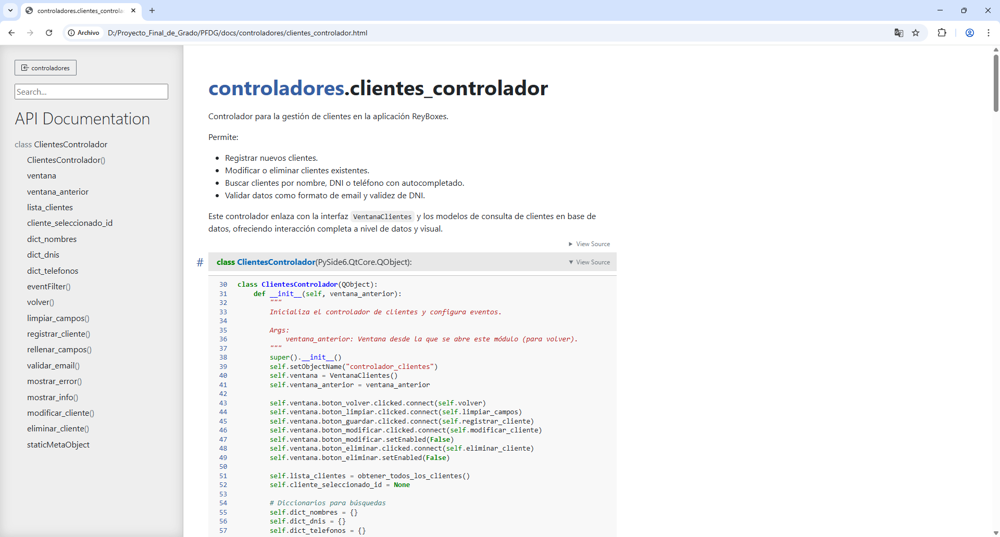 controladores.clientes_controla
Archivo
D:/Proyecto_Final_de_Grado/PFDG/docs/controladores/clientes_controlador.html
controladores
Search...
API Documentation
class ClientesControlador
ClientesControlador()
ventana
ventana_anterior
lista_clientes
cliente_seleccionado_id
dict_nombres
dict_dnis
dict_telefonos
eventFilter()
volver()
limpiar_campos()
registrar_cliente()
rellenar_campos()
validar_email()
mostrar_error()
mostrar_info()
modificar_cliente()
eliminar_cliente()
staticMetaObject
controladores.clientes_controlador
Controlador para la gestión de clientes en la aplicación ReyBoxes.
Permite:
• Registrar nuevos clientes.
• Modificar o eliminar clientes existentes.
• Buscar clientes por nombre, DNI o teléfono con autocompletado.
• Validar datos como formato de email y validez de DNI.
Este controlador enlaza con la interfaz VentanaClientes y los modelos de consulta de clientes en base de
datos, ofreciendo interacción completa a nivel de datos y visual.
▶ View Source
# class ClientesControlador(PySide6.QtCore.QObject): ▼ View Source
30 class ClientesControlador(QObject):
31     def __init__(self, ventana_anterior):
32         """
33         Inicializa el controlador de clientes y configura eventos.
34
35         Args:
36             ventana_anterior: Ventana desde la que se abre este módulo (para volver).
37         """
38         super().__init__()
39         self.setObjectName("controlador_clientes")
40         self.ventana = VentanaClientes()
41         self.ventana_anterior = ventana_anterior
42
43         self.ventana.boton_volver.clicked.connect(self.volver)
44         self.ventana.boton_limpiar.clicked.connect(self.limpiar_campos)
45         self.ventana.boton_guardar.clicked.connect(self.registrar_cliente)
46         self.ventana.boton_modificar.clicked.connect(self.modificar_cliente)
47         self.ventana.boton_modificar.setEnabled(False)
48         self.ventana.boton_eliminar.clicked.connect(self.eliminar_cliente)
49         self.ventana.boton_eliminar.setEnabled(False)
50
51         self.lista_clientes = obtener_todos_los_clientes()
52         self.cliente_seleccionado_id = None
53
54         # Diccionarios para búsquedas
55         self.dict_nombres = {}
56         self.dict_dnis = {}
57         self.dict_telefonos = {}